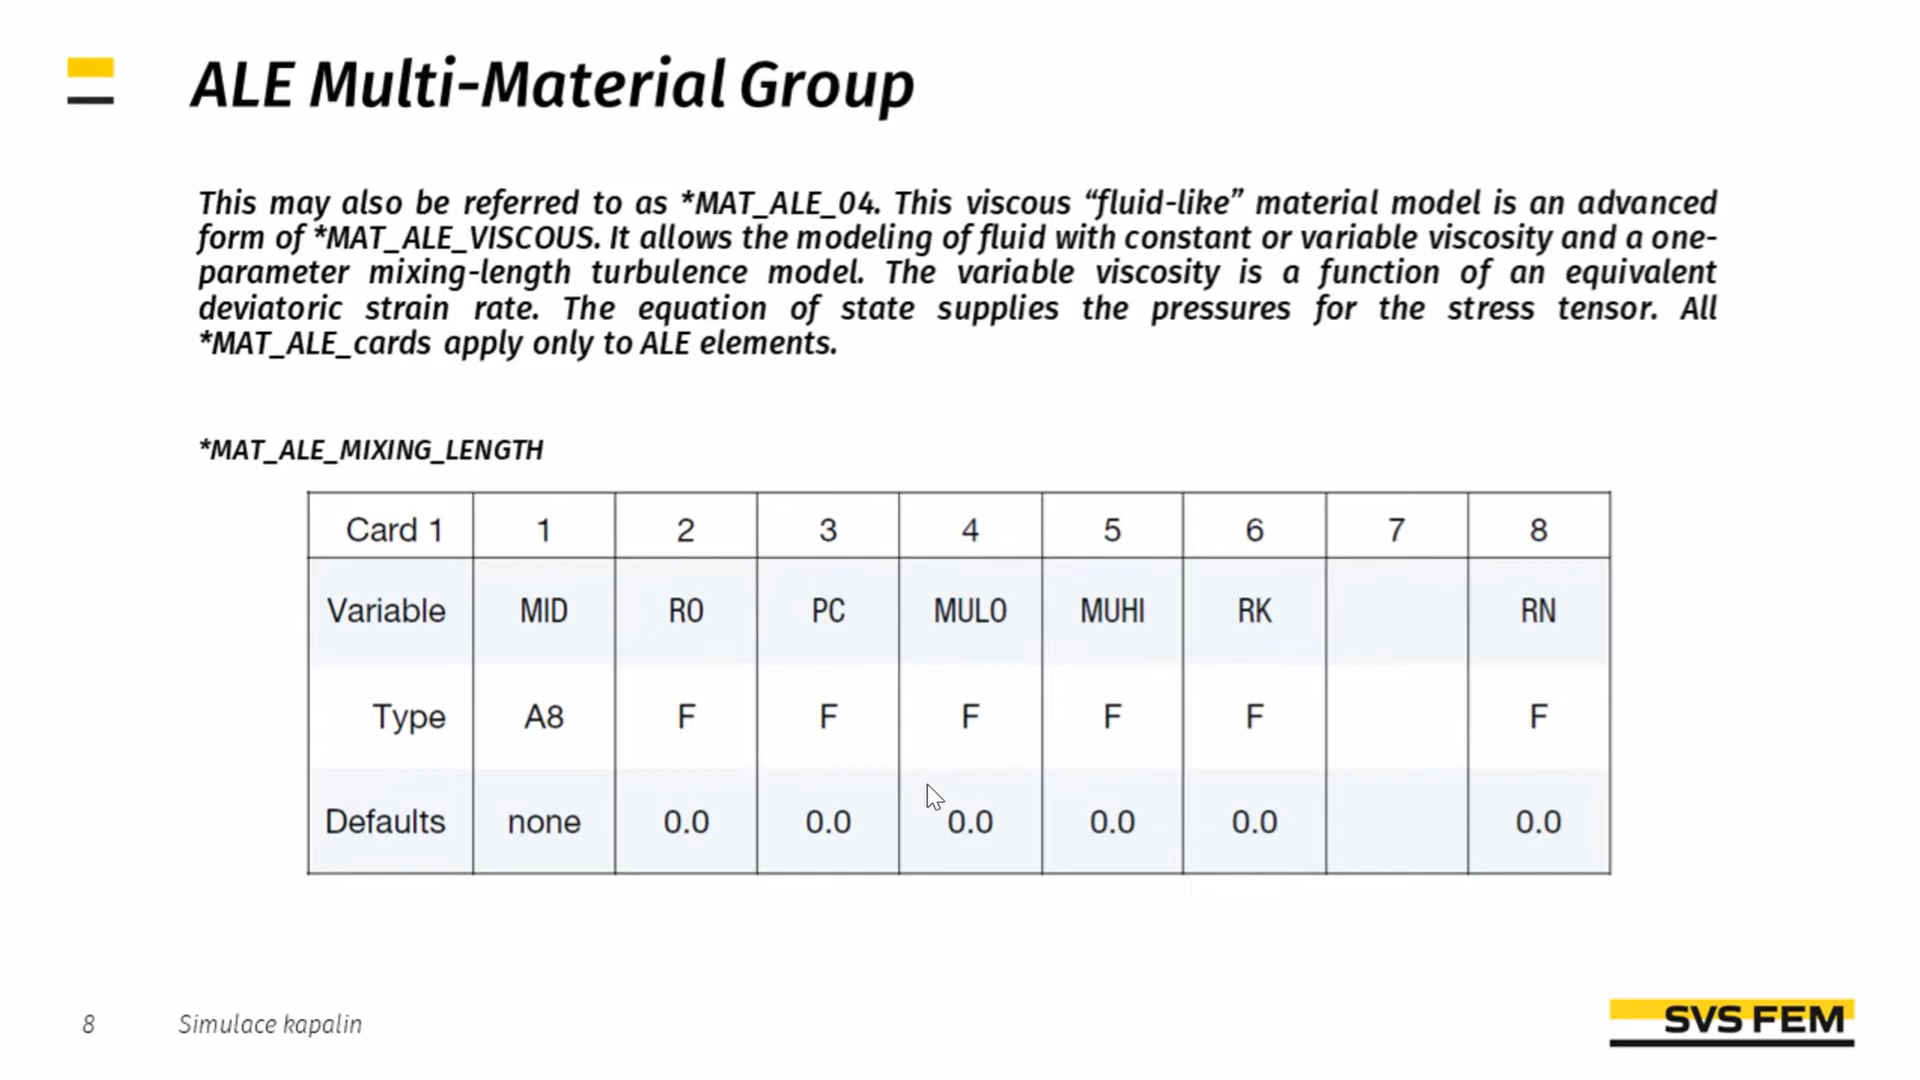 ALE Multi-Material Group
This may also be referred to as *MAT_ALE_04. This viscous “fluid-like” material model is an advanced
form of *MAT_ALE_VISCOUS. It allows the modeling of fluid with constant or variable viscosity and a one-
parameter mixing-length turbulence model. The variable viscosity is a function of an equivalent
deviatoric strain rate. The equation of state supplies the pressures for the stress tensor. All
*MAT_ALE_cards apply only to ALE elements.
*MAT_ALE_MIXING_LENGTH
Card 1 1 2 3 4 5 6 7 8
Variable MID RO PC MULO MUHI RK RN
Type A8 F F F F F F
Defaults none 0.0 0.0 0.0 0.0 0.0 0.0
8 Simulace kapalin
SVS FEM